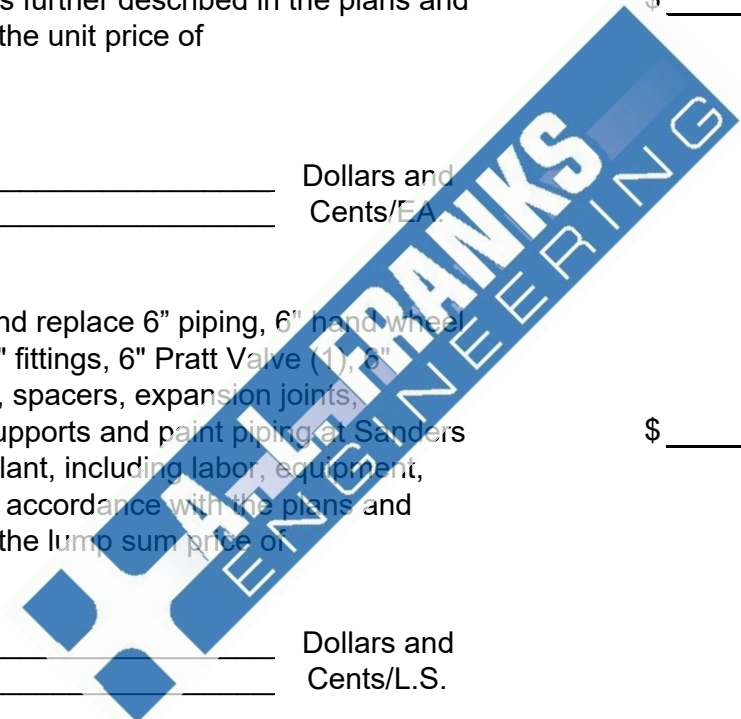 s further described in the plans and
$
the unit price of
Dollars and
Cents/EA.
nd replace 6” piping, 6” hand wheel
" fittings, 6" Pratt Valve (1), 6"
, spacers, expansion joints,
upports and paint piping at Sanders
$
lant, including labor, equipment,
accordance with the plans and
the lump sum price of
Dollars and
Cents/L.S.
A.L. FRANKS
ENGINEERING